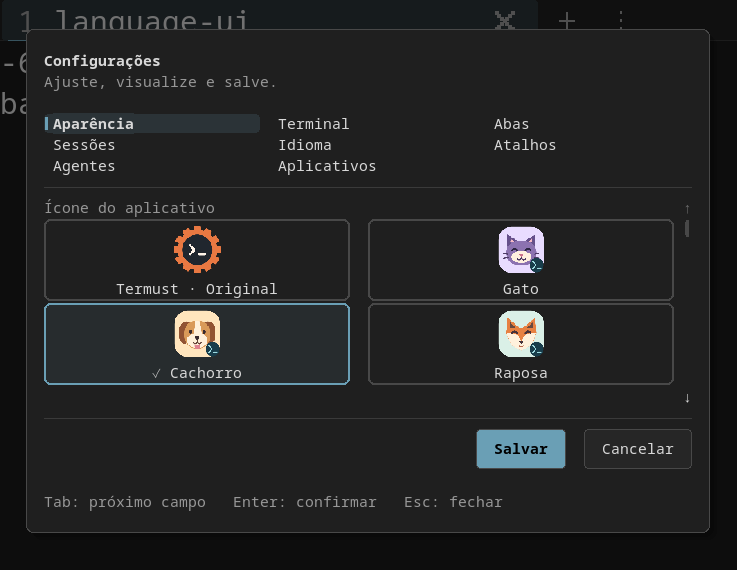 1 language-ui + ⋮
Configurações
Ajuste, visualize e salve.
Aparência Terminal Abas
Sessões Idioma Atalhos
Agentes Aplicativos
Ícone do aplicativo ↑
Termust · Original Gato
✓ Cachorro Raposa
↓
Salvar Cancelar
Tab: próximo campo Enter: confirmar Esc: fechar